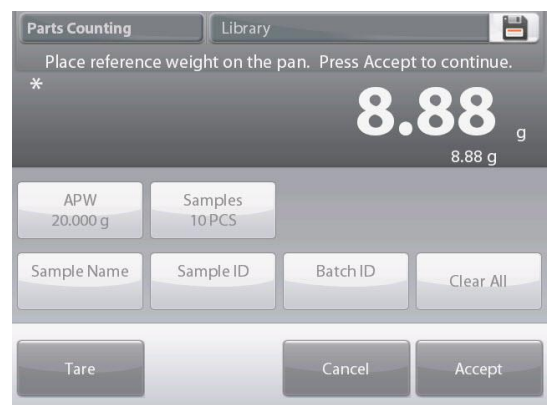 Parts Counting
Library
Place reference weight on the pan. Press Accept to continue.
*
8.88 g
8.88 g
APW
20.000 g
Samples
10 PCS
Sample Name
Sample ID
Batch ID
Clear All
Tare
Cancel
Accept